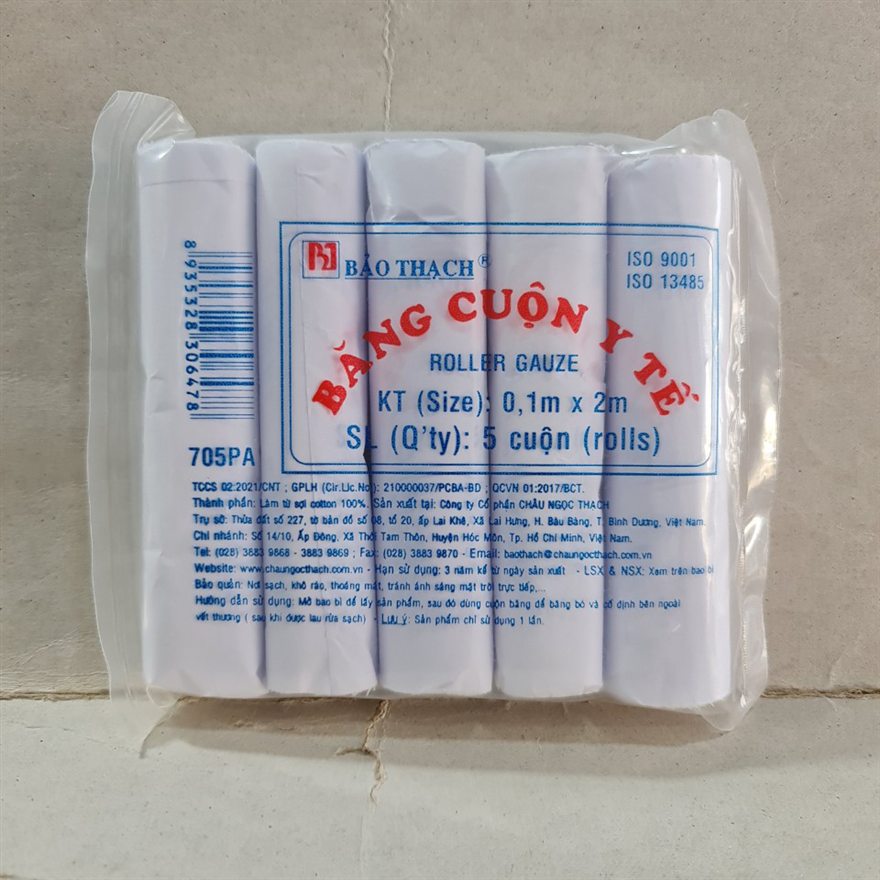 BẢO THẠCH®
ISO 9001
ISO 13485
BĂNG CUỘN Y TẾ
ROLLER GAUZE
KT (Size): 0,1m x 2m
SL (Q'ty): 5 cuộn (rolls)
8 935328 306478
705PA
TCCS 02:2021/CNT ; GPLH (Cir.Lic.No.): 210000037/PCBA-BD ; QCVN 01:2017/BCT.
Thành phần: Làm từ sợi cotton 100%. Sản xuất tại: Công ty Cổ phần CHÂU NGỌC THẠCH
Trụ sở: Thửa đất số 227, tờ bản đồ số 08, tổ 20, ấp Lai Khê, Xã Lai Hưng, H. Bàu Bàng, T. Bình Dương, Việt Nam.
Chi nhánh: Số 14/10, Ấp Đông, Xã Thới Tam Thôn, Huyện Hóc Môn, Tp. Hồ Chí Minh, Việt Nam.
Tel: (028) 3883 9868 - 3883 9869 ; Fax: (028) 3883 9870 - Email: baothach@chaungocthach.com.vn
Website: www.chaungocthach.com.vn - Hạn sử dụng: 3 năm kể từ ngày sản xuất - LSX & NSX: Xem trên bao bì
Bảo quản: Nơi sạch, khô ráo, thoáng mát, tránh ánh sáng mặt trời trực tiếp,...
Hướng dẫn sử dụng: Mở bao bì để lấy sản phẩm, sau đó dùng cuộn băng để băng bó và cố định bên ngoài
vết thương ( sau khi được lau rửa sạch) - Lưu ý: Sản phẩm chỉ sử dụng 1 lần.